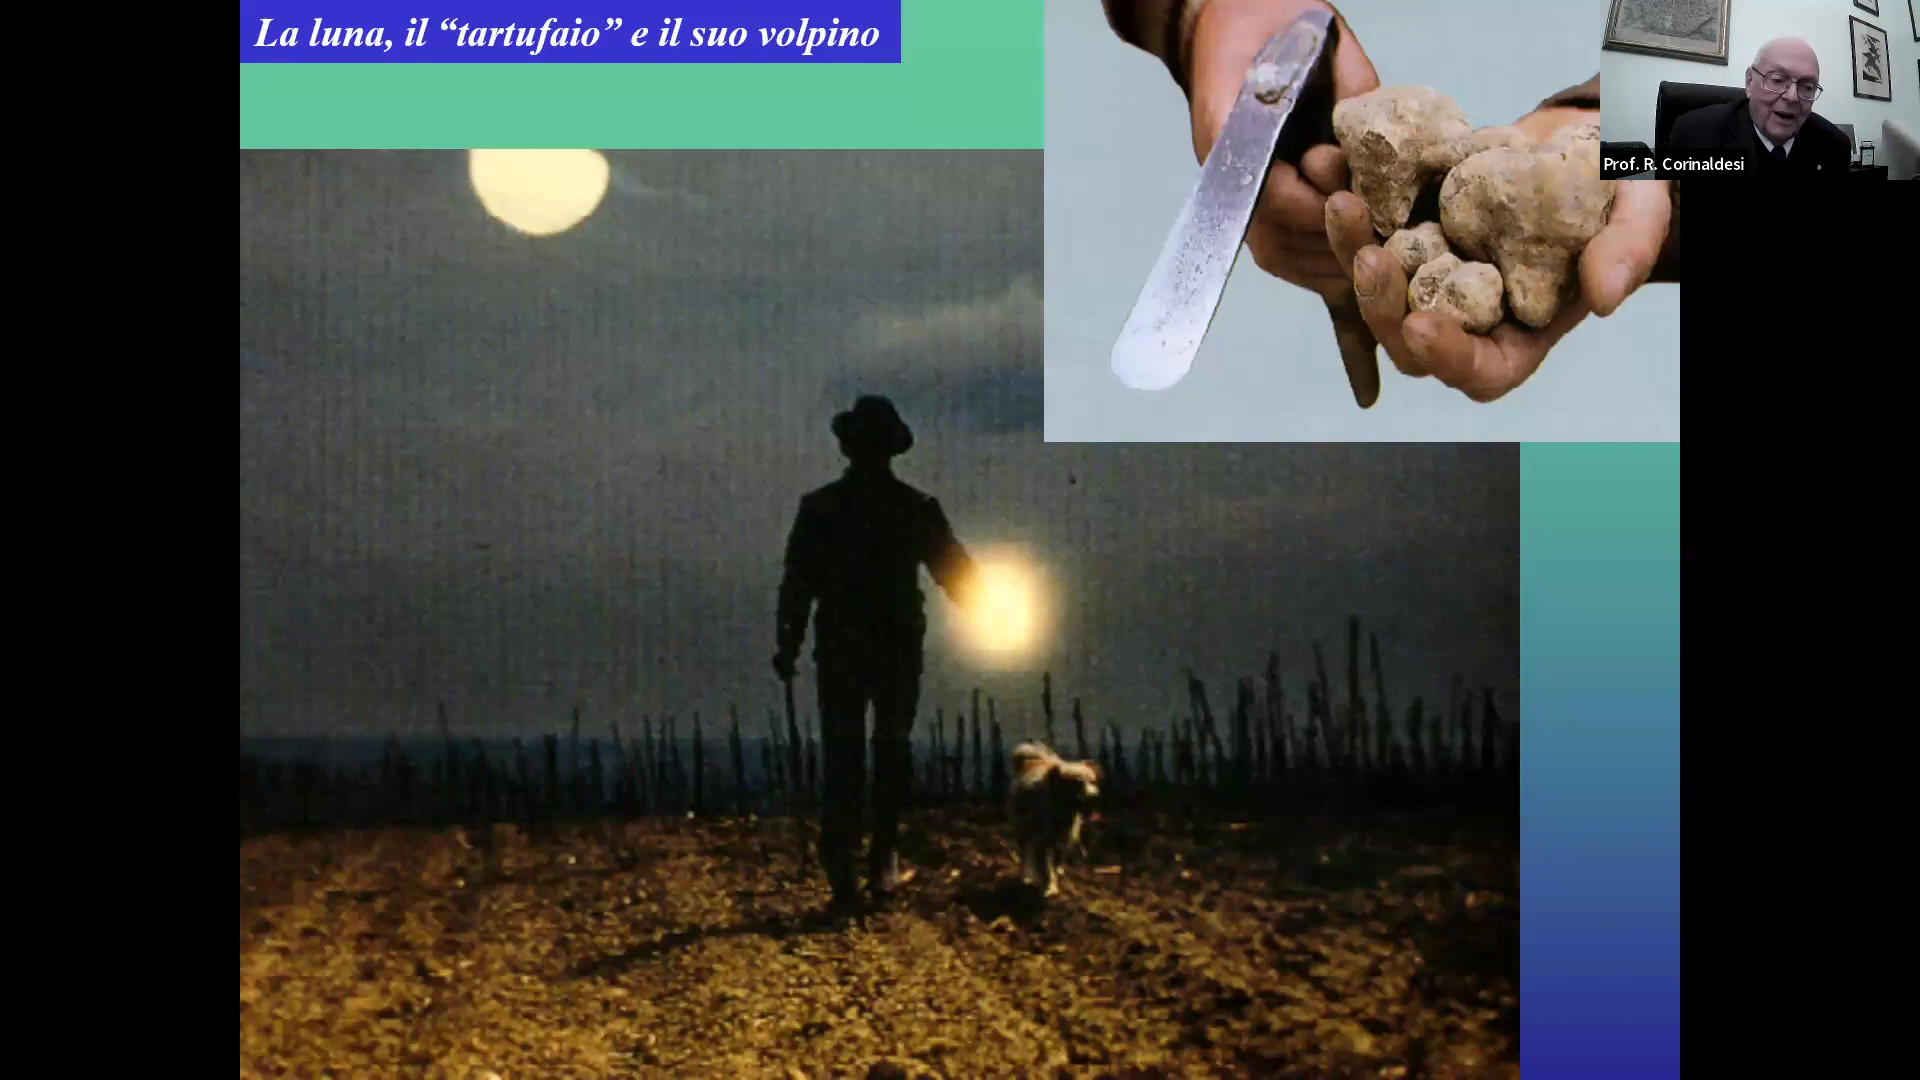 La luna, il “tartufaio” e il suo volpino
Prof. R. Corinaldesi